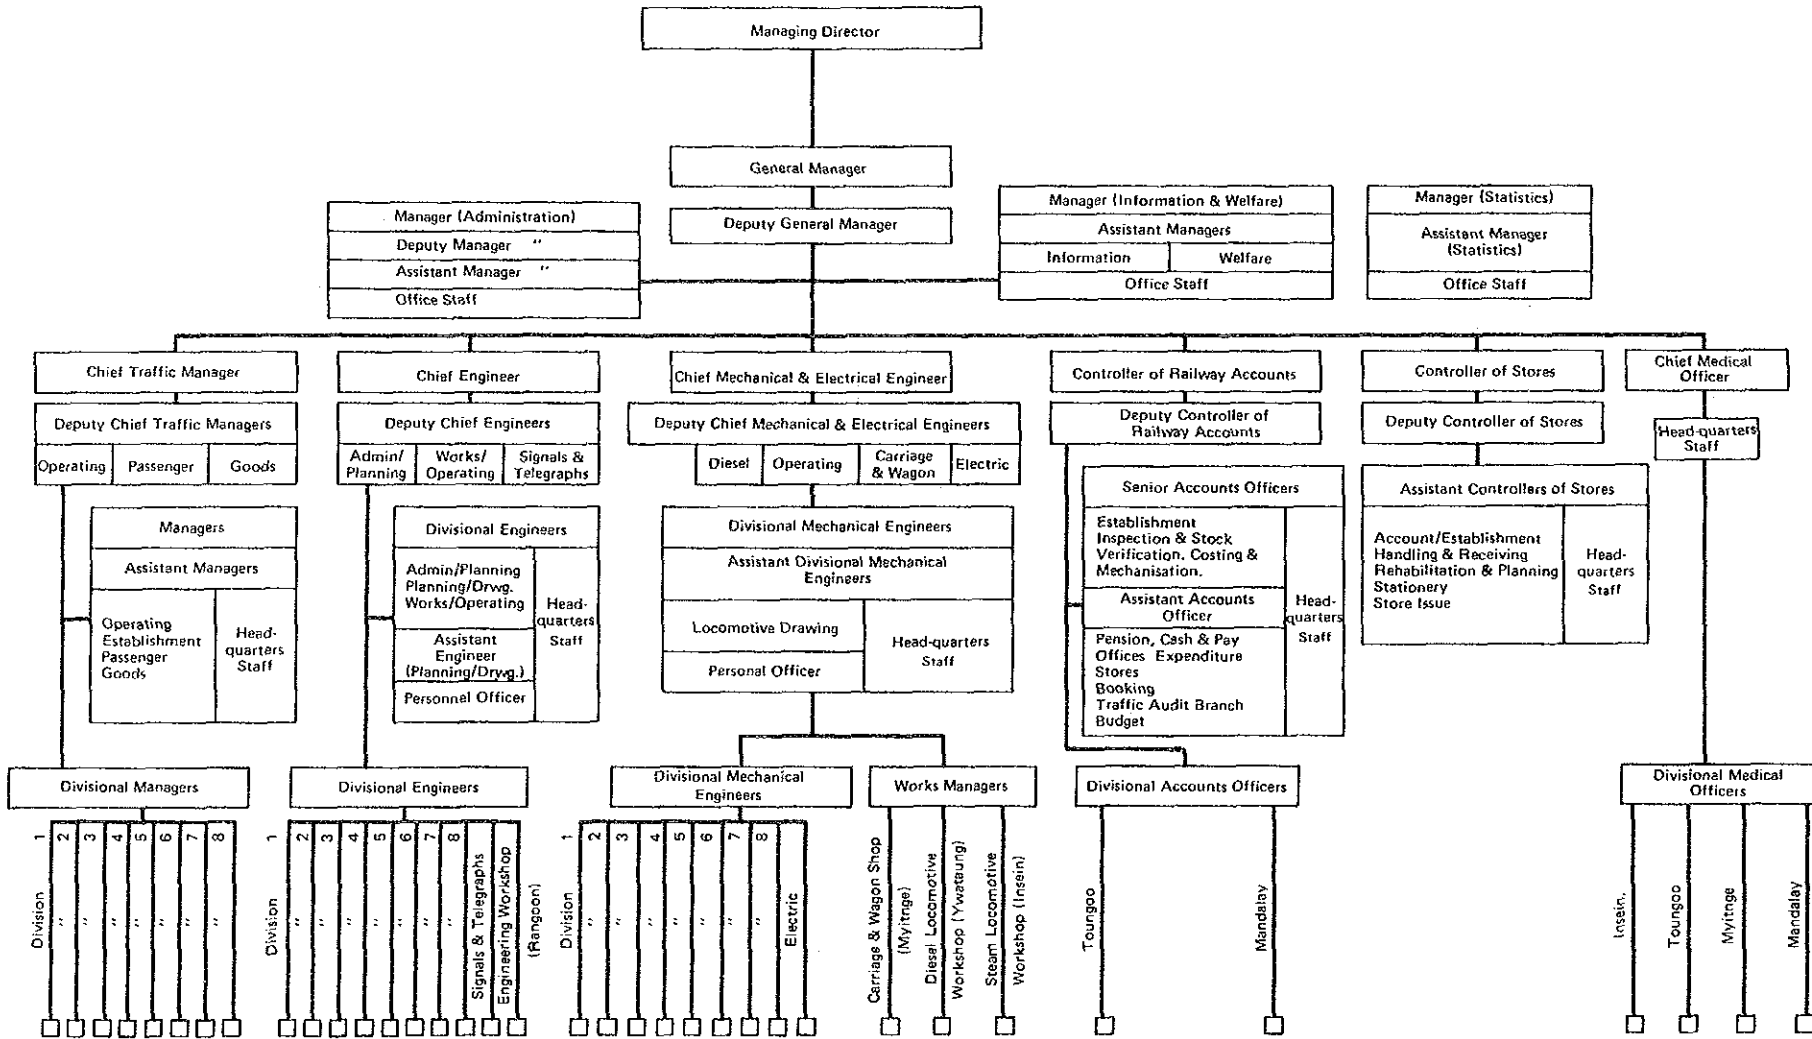 Managing Director
General Manager
Deputy General Manager
Manager (Administration)
Deputy Manager "
Assistant Manager "
Office Staff
Manager (Information & Welfare)
Assistant Managers
Information
Welfare
Office Staff
Manager (Statistics)
Assistant Manager
(Statistics)
Office Staff
Chief Traffic Manager
Deputy Chief Traffic Managers
Operating
Passenger
Goods
Managers
Assistant Managers
Operating
Establishment
Passenger
Goods
Head-
quarters
Staff
Divisional Managers
Division 1
" 2
" 3
" 4
" 5
" 6
" 7
" 8
Chief Engineer
Deputy Chief Engineers
Admin/
Planning
Works/
Operating
Signals &
Telegraphs
Divisional Engineers
Admin/Planning
Planning/Drwg.
Works/Operating
Assistant
Engineer
(Planning/Drwg.)
Personnel Officer
Head-
quarters
Staff
Divisional Engineers
Division 1
" 2
" 3
" 4
" 5
" 6
" 7
" 8
Signals & Telegraphs
Engineering Workshop
(Rangoon)
Chief Mechanical & Electrical Engineer
Deputy Chief Mechanical & Electrical Engineers
Diesel
Operating
Carriage
& Wagon
Electric
Divisional Mechanical Engineers
Assistant Divisional Mechanical
Engineers
Locomotive Drawing
Personal Officer
Head-quarters
Staff
Divisional Mechanical
Engineers
Division 1
" 2
" 3
" 4
" 5
" 6
" 7
" 8
Electric
Works Managers
Carriage & Wagon Shop
(Myitnge)
Diesel Locomotive
Workshop (Ywataung)
Steam Locomotive
Workshop (Insein)
Controller of Railway Accounts
Deputy Controller of
Railway Accounts
Senior Accounts Officers
Establishment
Inspection & Stock
Verification. Costing &
Mechanisation.
Assistant Accounts
Officer
Pension, Cash & Pay
Offices Expenditure
Stores
Booking
Traffic Audit Branch
Budget
Head-
quarters
Staff
Divisional Accounts Officers
Toungoo
Mandalay
Controller of Stores
Deputy Controller of Stores
Assistant Controllers of Stores
Account/Establishment
Handling & Receiving
Rehabilitation & Planning
Stationery
Store Issue
Head-
quarters
Staff
Chief Medical
Officer
Head-quarters
Staff
Divisional Medical
Officers
Insein.
Toungoo
Myitnge
Mandalay